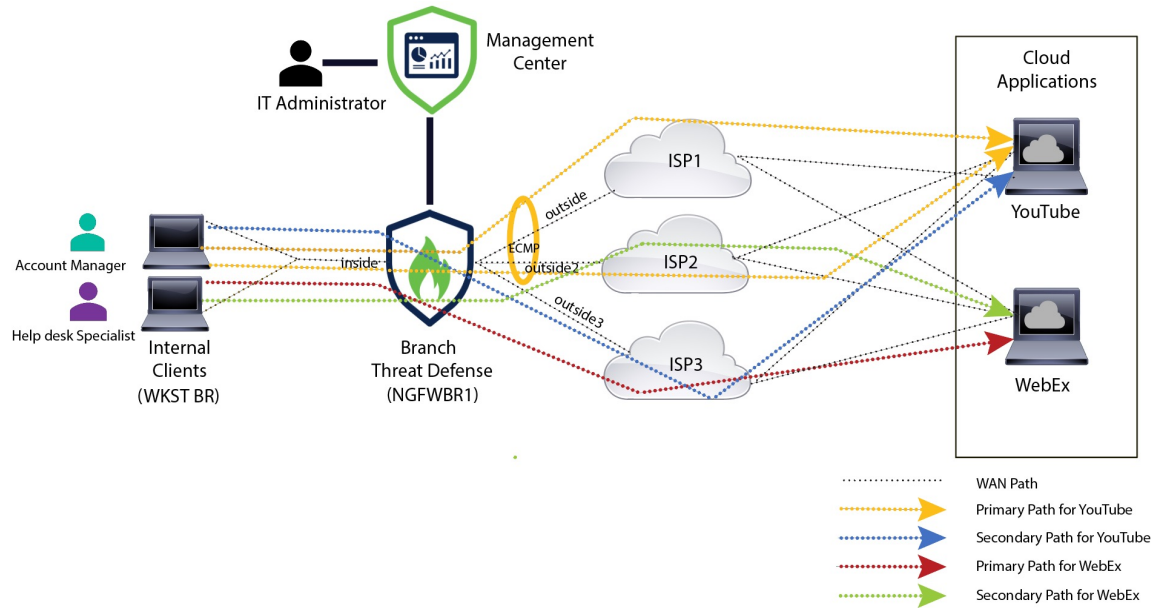 Management
Center
IT Administrator
Cloud
Applications
ISP1
YouTube
outside
ECMP
Account Manager
inside
outside2
ISP2
Help desk Specialist
outside3
Internal
Clients
(WKST BR)
Branch
Threat Defense
(NGFWBR1)
ISP3
WebEx
WAN Path
Primary Path for YouTube
Secondary Path for YouTube
Primary Path for WebEx
Secondary Path for WebEx